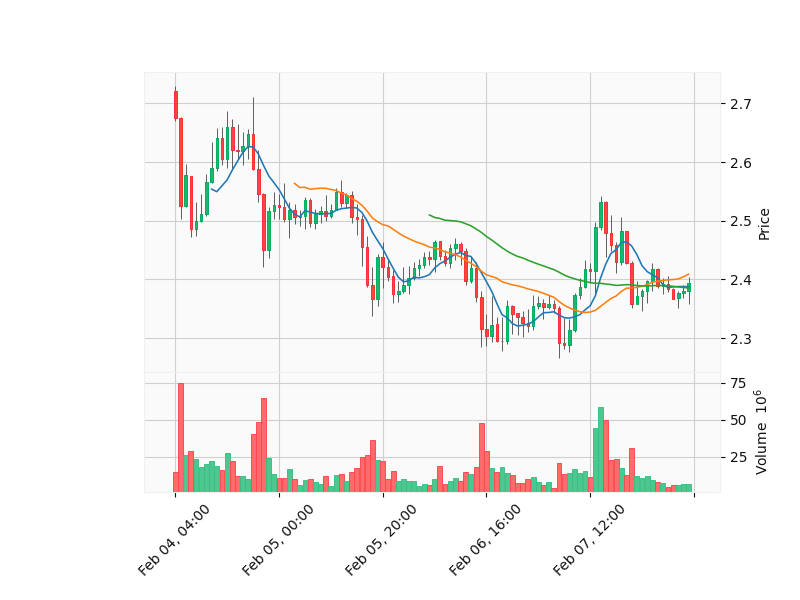 2.7
2.6
2.5
2.4
2.3
Price
75
50
25
Volume 10^6
Feb 04, 04:00
Feb 05, 00:00
Feb 05, 20:00
Feb 06, 16:00
Feb 07, 12:00